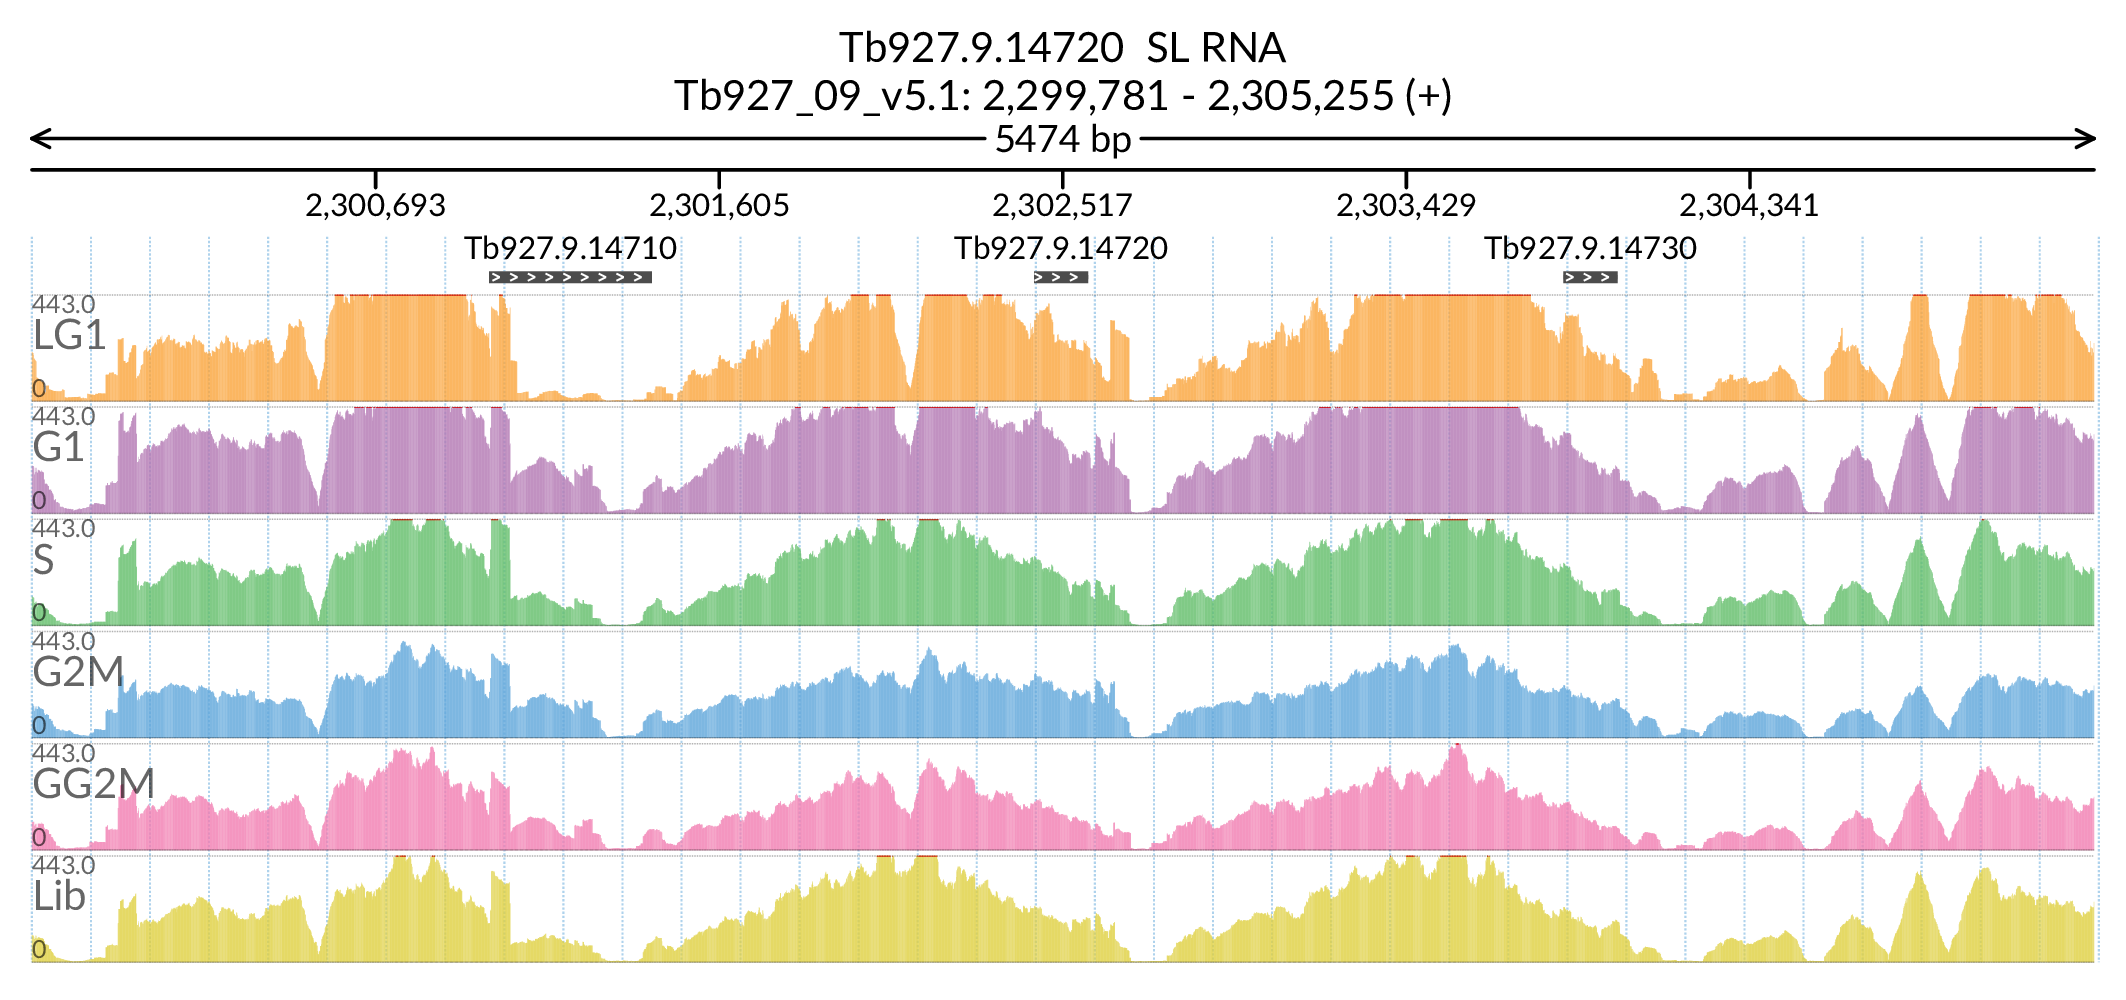 Tb927.9.14720 SL RNA
Tb927_09_v5.1: 2,299,781 - 2,305,255 (+)
5474 bp
2,300,693 2,301,605 2,302,517 2,303,429 2,304,341
Tb927.9.14710 Tb927.9.14720 Tb927.9.14730
443.0
LG1
0
443.0
G1
0
443.0
S
0
443.0
G2M
0
443.0
GG2M
0
443.0
Lib
0